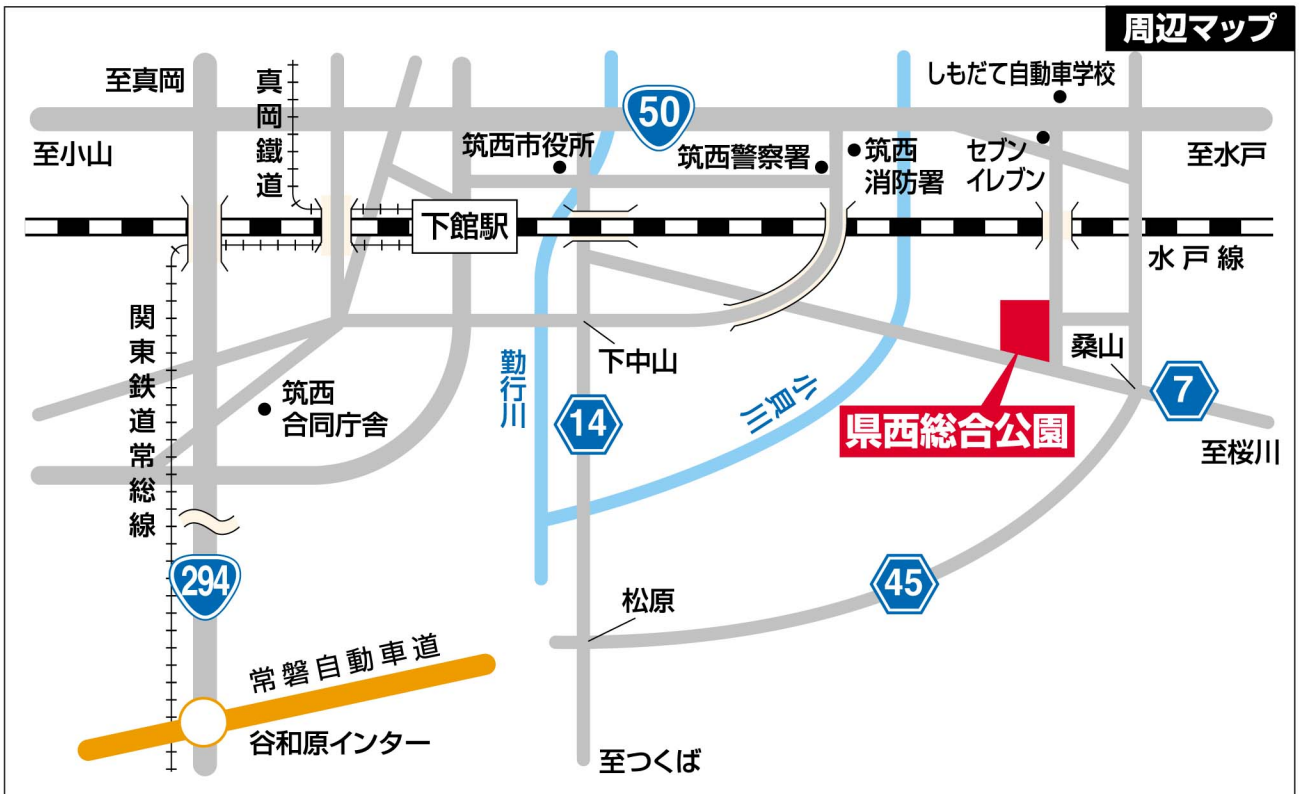 周辺マップ
至真岡
真岡鐵道
しもだて自動車学校
50
至小山
筑西市役所
筑西警察署
筑西
消防署
セブン
イレブン
至水戸
下館駅
水戸線
関東鉄道常総線
下中山
桑山
勤行川
小貝川
筑西
合同庁舎
14
7
県西総合公園
至桜川
294
45
松原
常磐自動車道
谷和原インター
至つくば